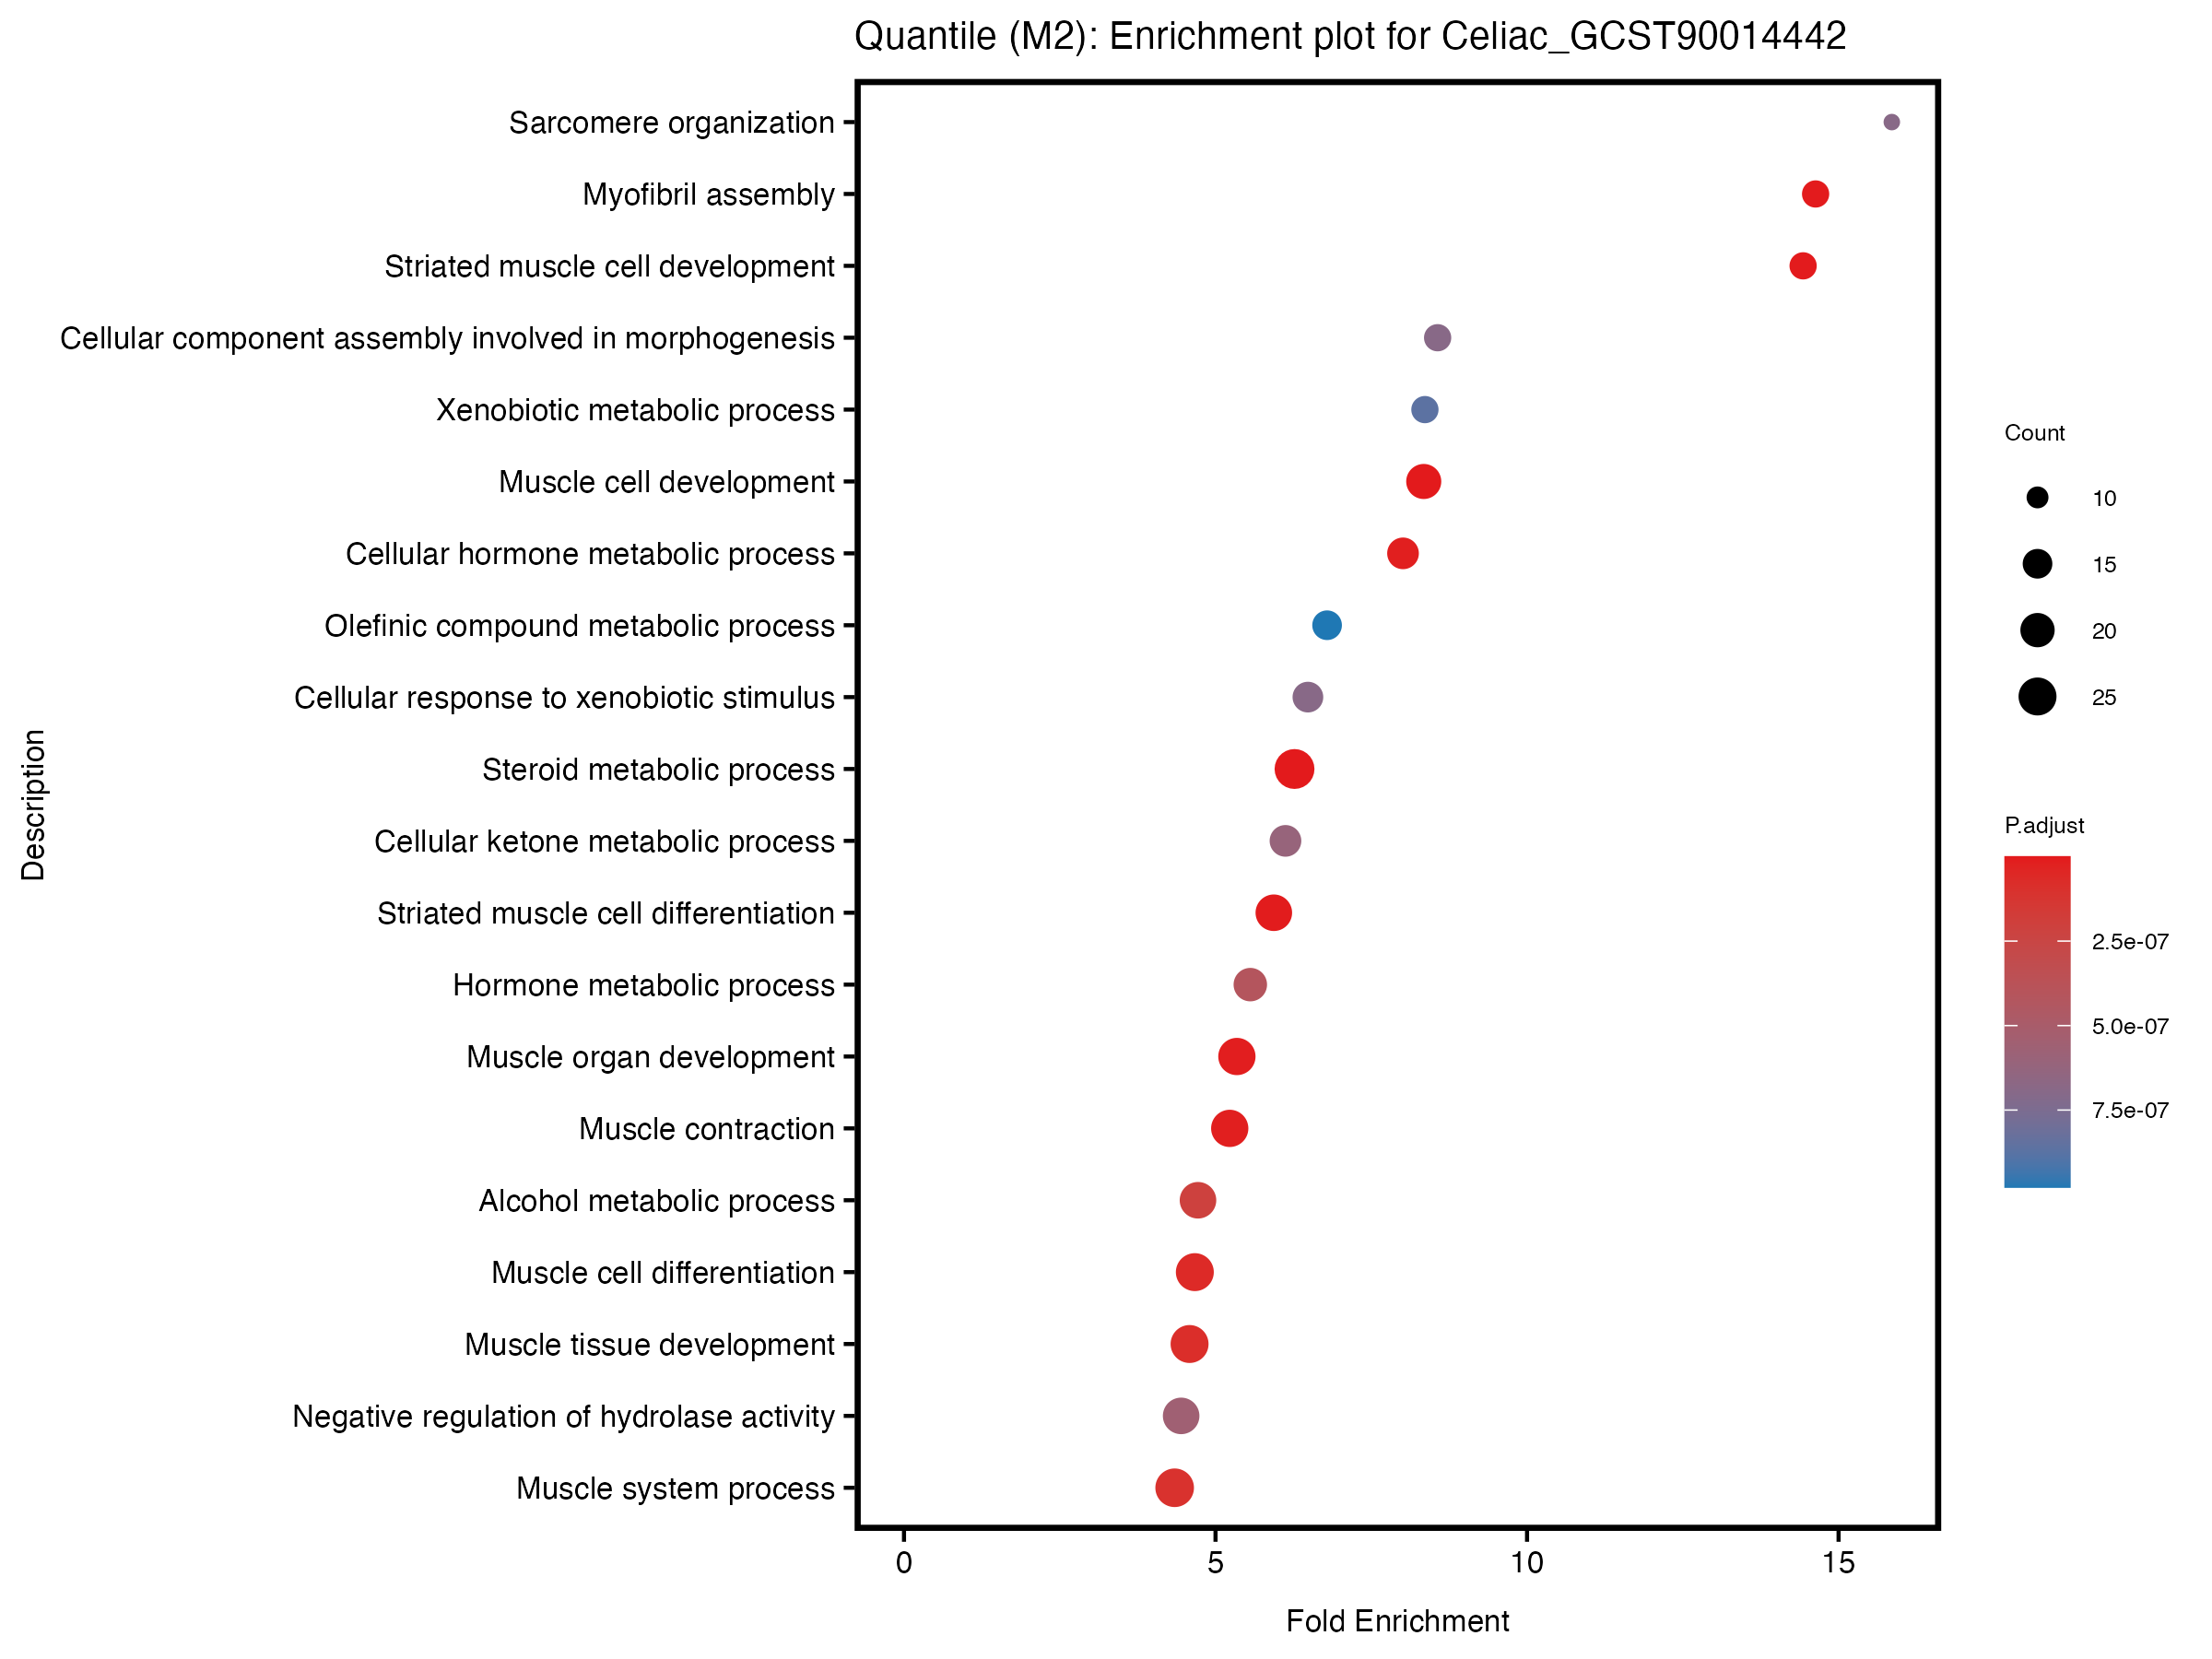 Quantile (M2): Enrichment plot for Celiac_GCST90014442
Sarcomere organization
Myofibril assembly
Striated muscle cell development
Cellular component assembly involved in morphogenesis
Xenobiotic metabolic process
Muscle cell development
Cellular hormone metabolic process
Olefinic compound metabolic process
Cellular response to xenobiotic stimulus
Steroid metabolic process
Cellular ketone metabolic process
Striated muscle cell differentiation
Hormone metabolic process
Muscle organ development
Muscle contraction
Alcohol metabolic process
Muscle cell differentiation
Muscle tissue development
Negative regulation of hydrolase activity
Muscle system process
Description
0 5 10 15
Fold Enrichment
Count
10
15
20
25
P.adjust
2.5e-07
5.0e-07
7.5e-07